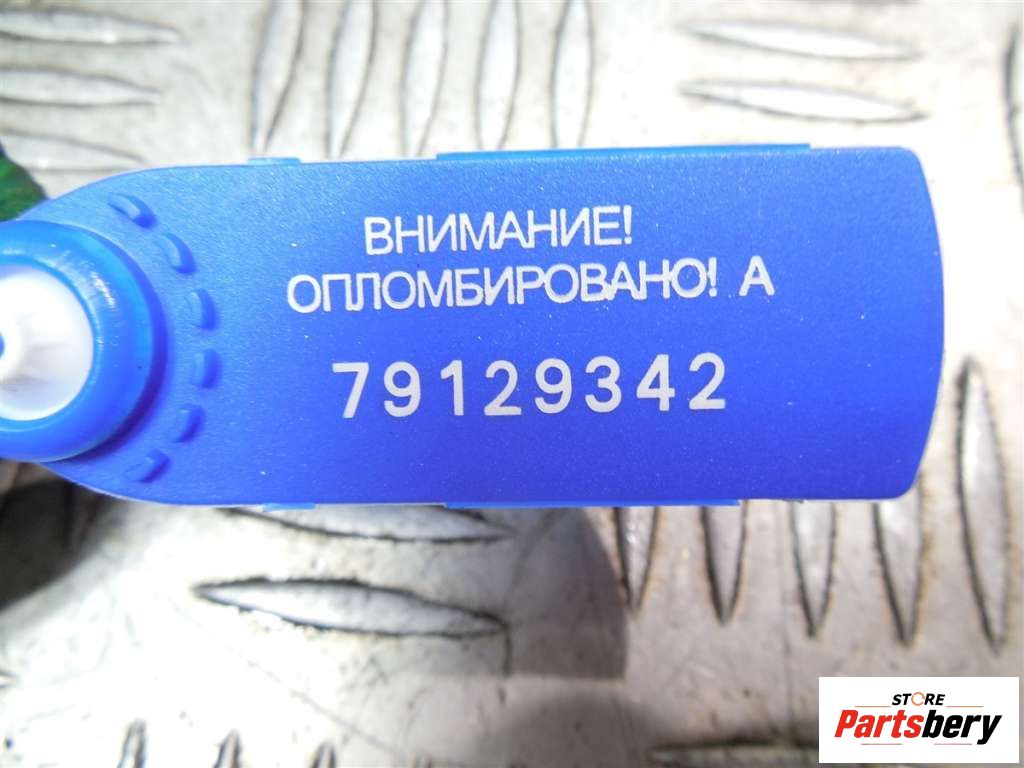 ВНИМАНИЕ!
ОПЛОМБИРОВАНО! А
79129342
STORE
Partsbery